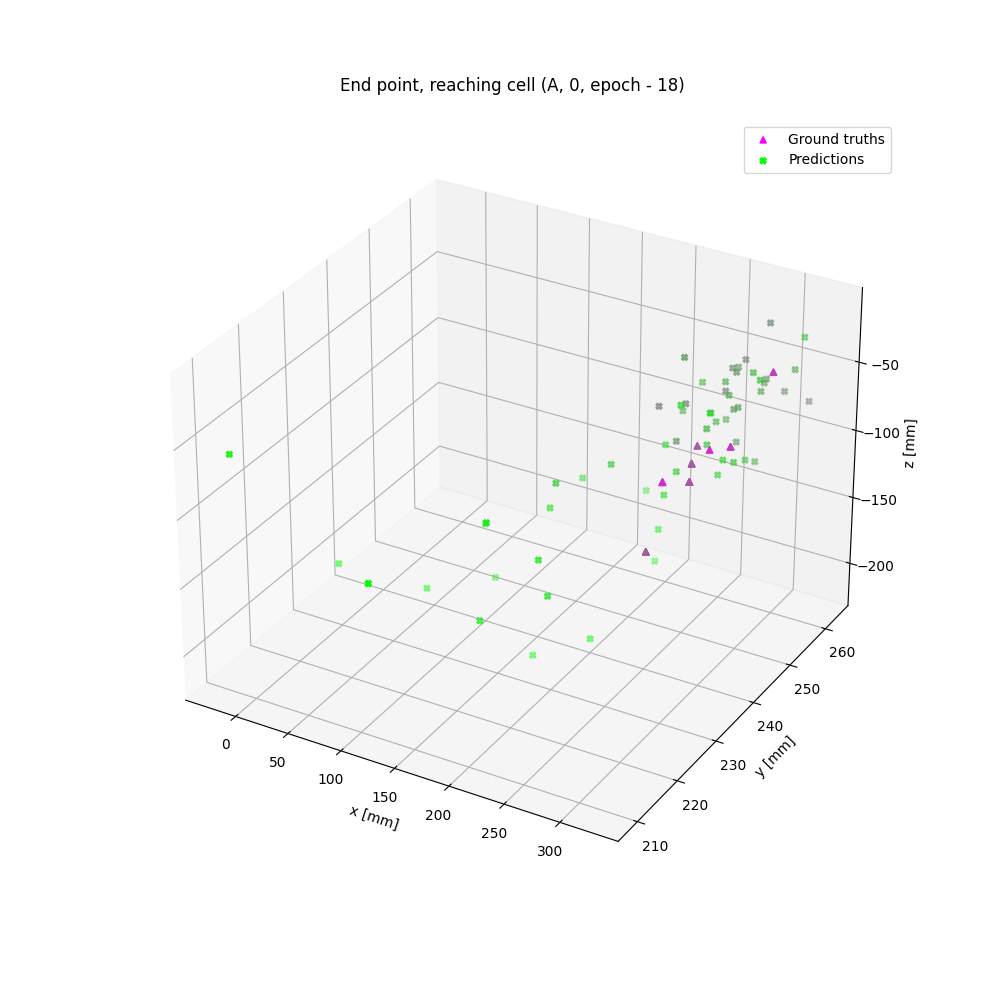 End point, reaching cell (A, 0, epoch - 18)
Ground truths
Predictions
−50
−100
−150
−200
z [mm]
260
250
240
230
220
210
y [mm]
0
50
100
150
200
250
300
x [mm]